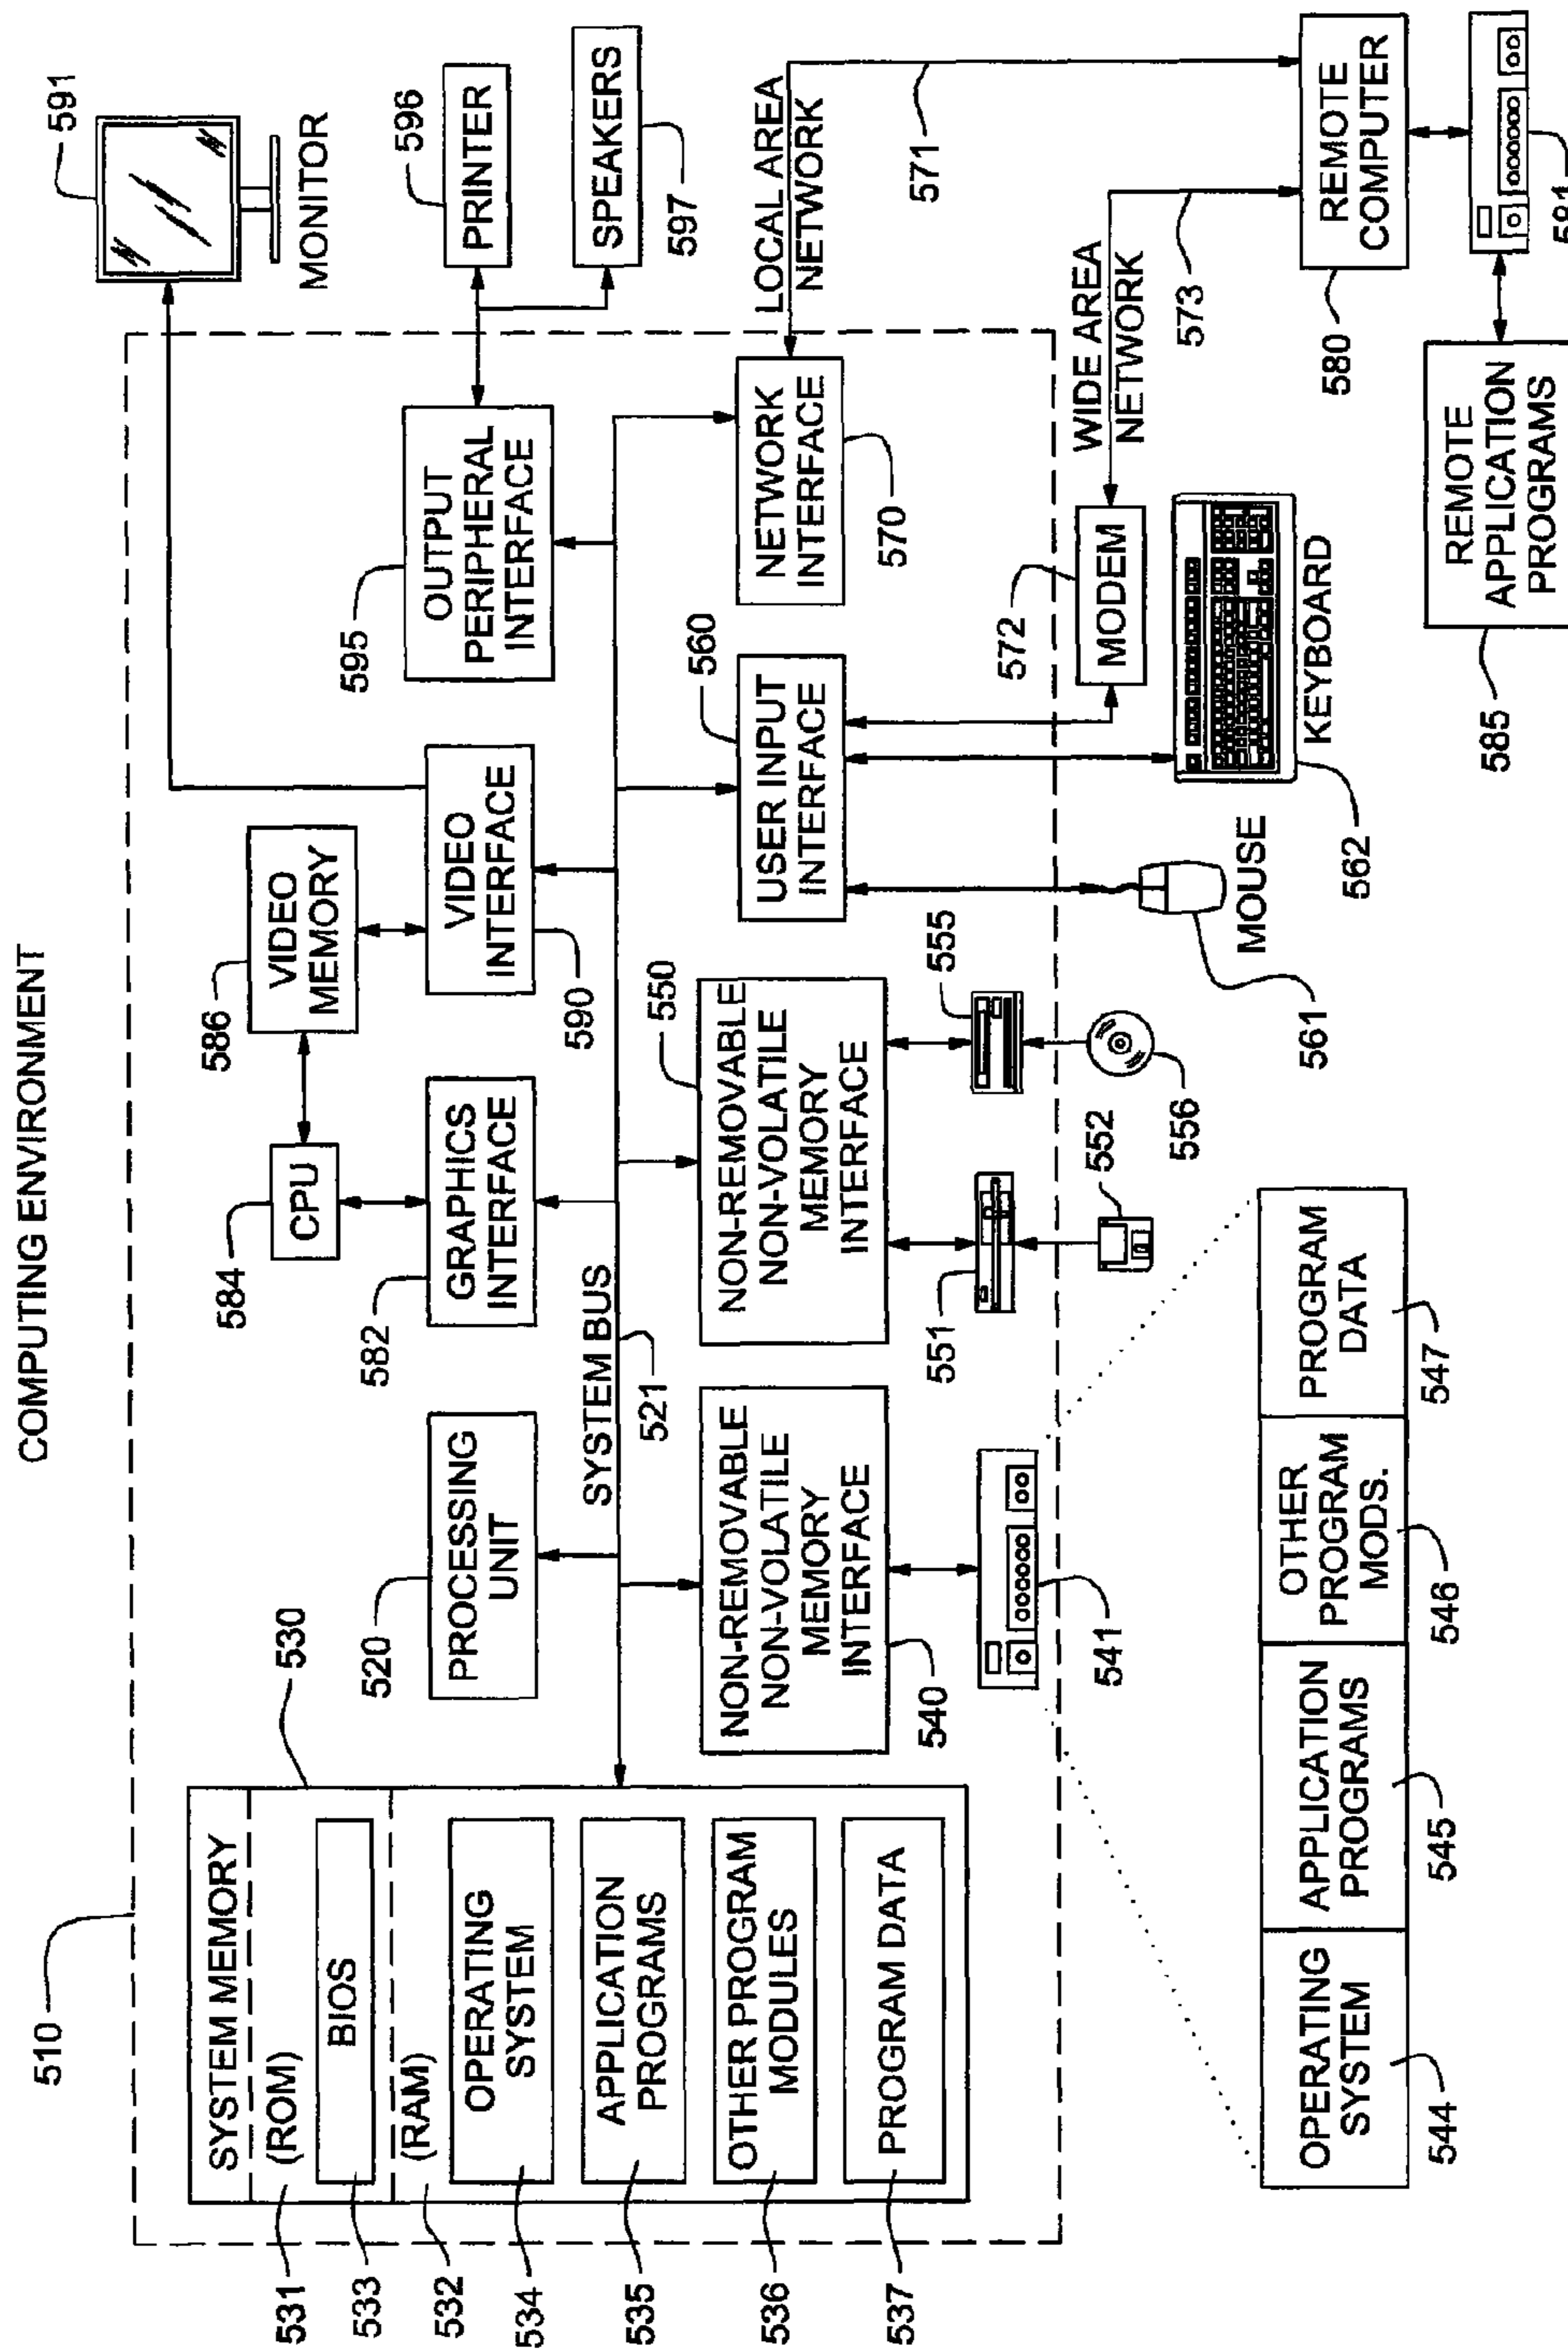 COMPUTING ENVIRONMENT
510
530
SYSTEM MEMORY
531
(ROM)
533
BIOS
532
(RAM)
534
OPERATING
SYSTEM
535
APPLICATION
PROGRAMS
536
OTHER PROGRAM
MODULES
537
PROGRAM DATA
520
PROCESSING
UNIT
584
CPU
582
GRAPHICS
INTERFACE
586
VIDEO
MEMORY
VIDEO
INTERFACE
590
591
MONITOR
595
OUTPUT
PERIPHERAL
INTERFACE
596
PRINTER
SPEAKERS
597
SYSTEM BUS
521
NON-REMOVABLE
NON-VOLATILE
MEMORY
INTERFACE
540
541
550
NON-REMOVABLE
NON-VOLATILE
MEMORY
INTERFACE
551
552
555
556
560
USER INPUT
INTERFACE
NETWORK
INTERFACE
570
LOCAL AREA
NETWORK
571
572
MODEM
WIDE AREA
NETWORK
573
MOUSE
561
KEYBOARD
562
REMOTE
COMPUTER
580
581
REMOTE
APPLICATION
PROGRAMS
585
OPERATING
SYSTEM
544
APPLICATION
PROGRAMS
545
OTHER
PROGRAM
MODS.
546
PROGRAM
DATA
547